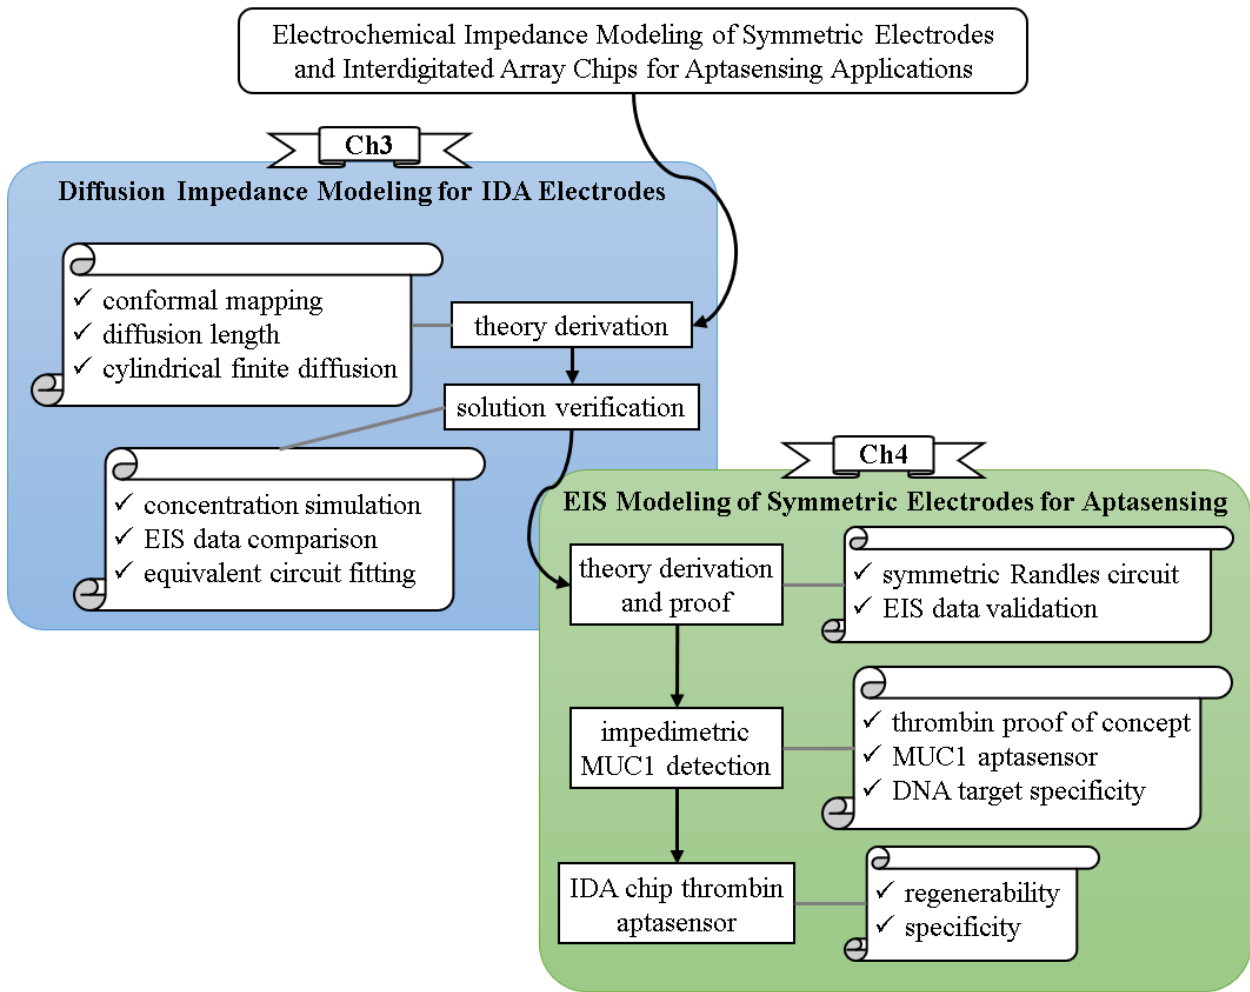 Electrochemical Impedance Modeling of Symmetric Electrodes
and Interdigitated Array Chips for Aptasensing Applications
Ch3
Diffusion Impedance Modeling for IDA Electrodes
✓ conformal mapping
✓ diffusion length
✓ cylindrical finite diffusion
theory derivation
solution verification
✓ concentration simulation
✓ EIS data comparison
✓ equivalent circuit fitting
Ch4
EIS Modeling of Symmetric Electrodes for Aptasensing
theory derivation
and proof
✓ symmetric Randles circuit
✓ EIS data validation
impedimetric
MUC1 detection
✓ thrombin proof of concept
✓ MUC1 aptasensor
✓ DNA target specificity
IDA chip thrombin
aptasensor
✓ regenerability
✓ specificity